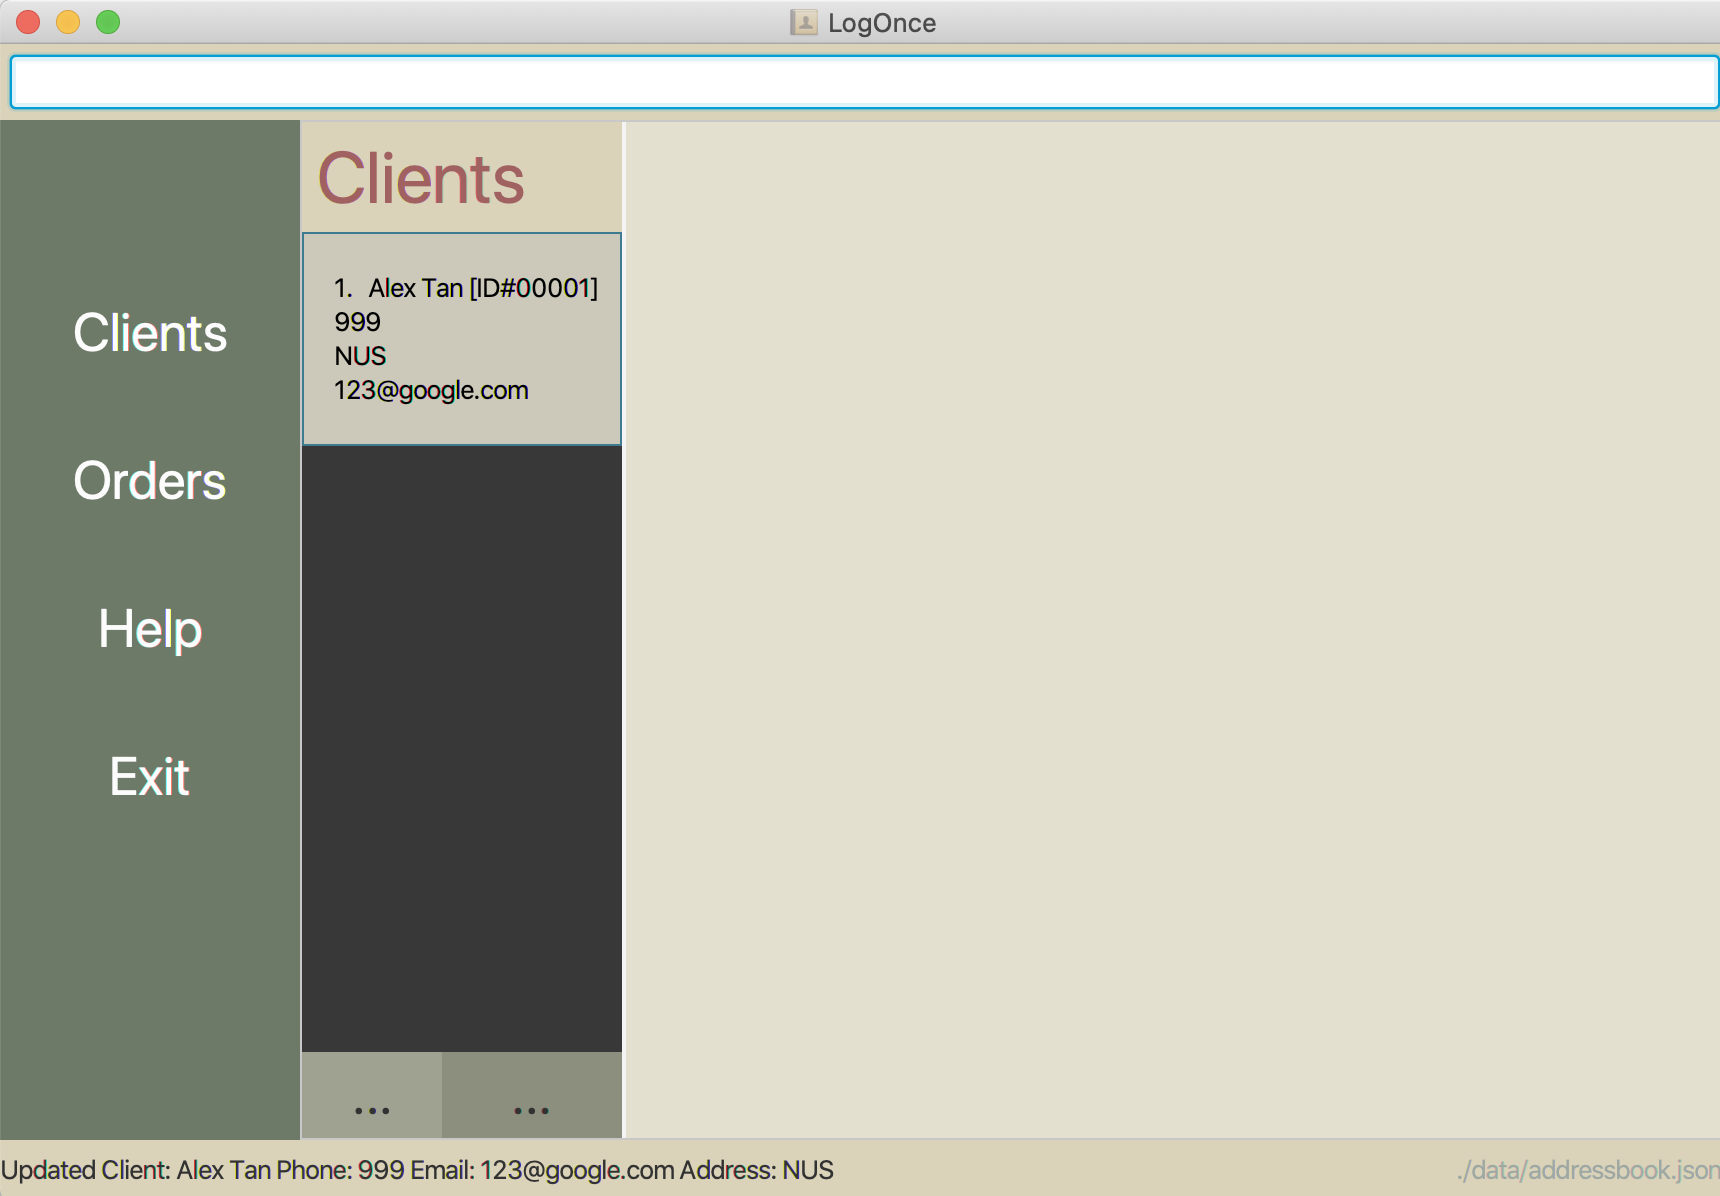 LogOnce
Clients
Orders
Help
Exit
Clients
1. Alex Tan [ID#00001]
999
NUS
123@google.com
...
...
Updated Client: Alex Tan Phone: 999 Email: 123@google.com Address: NUS
./data/addressbook.json